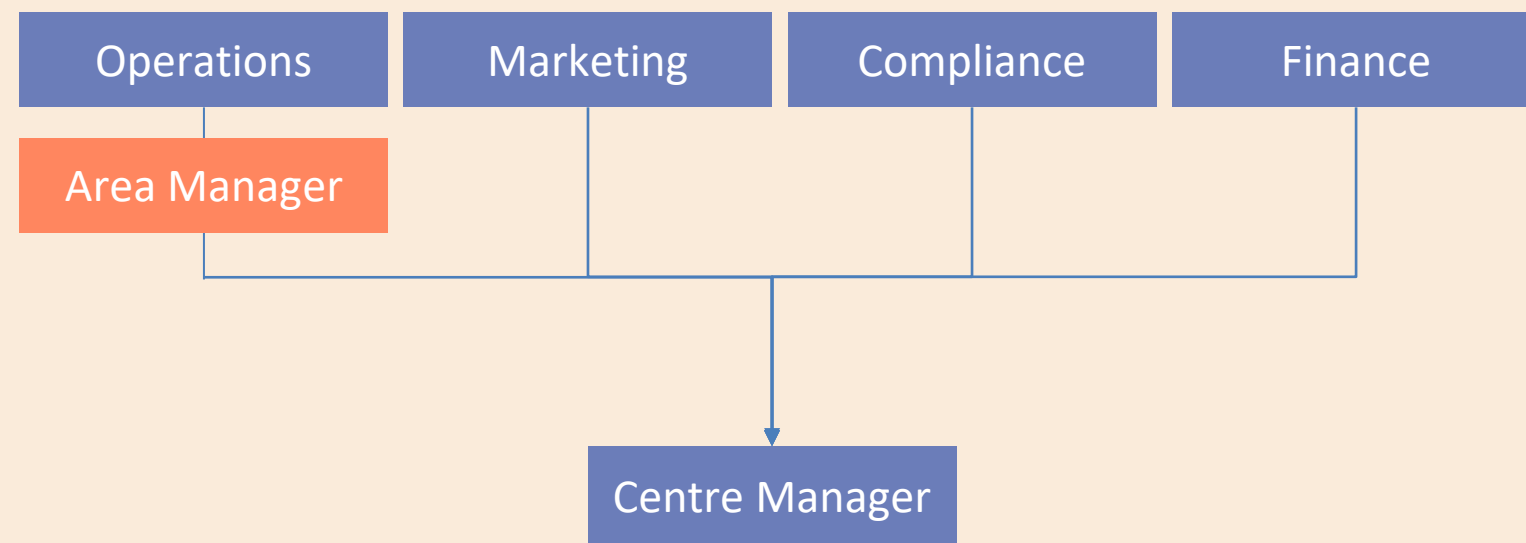 Operations
Marketing
Compliance
Finance
Area Manager
Centre Manager